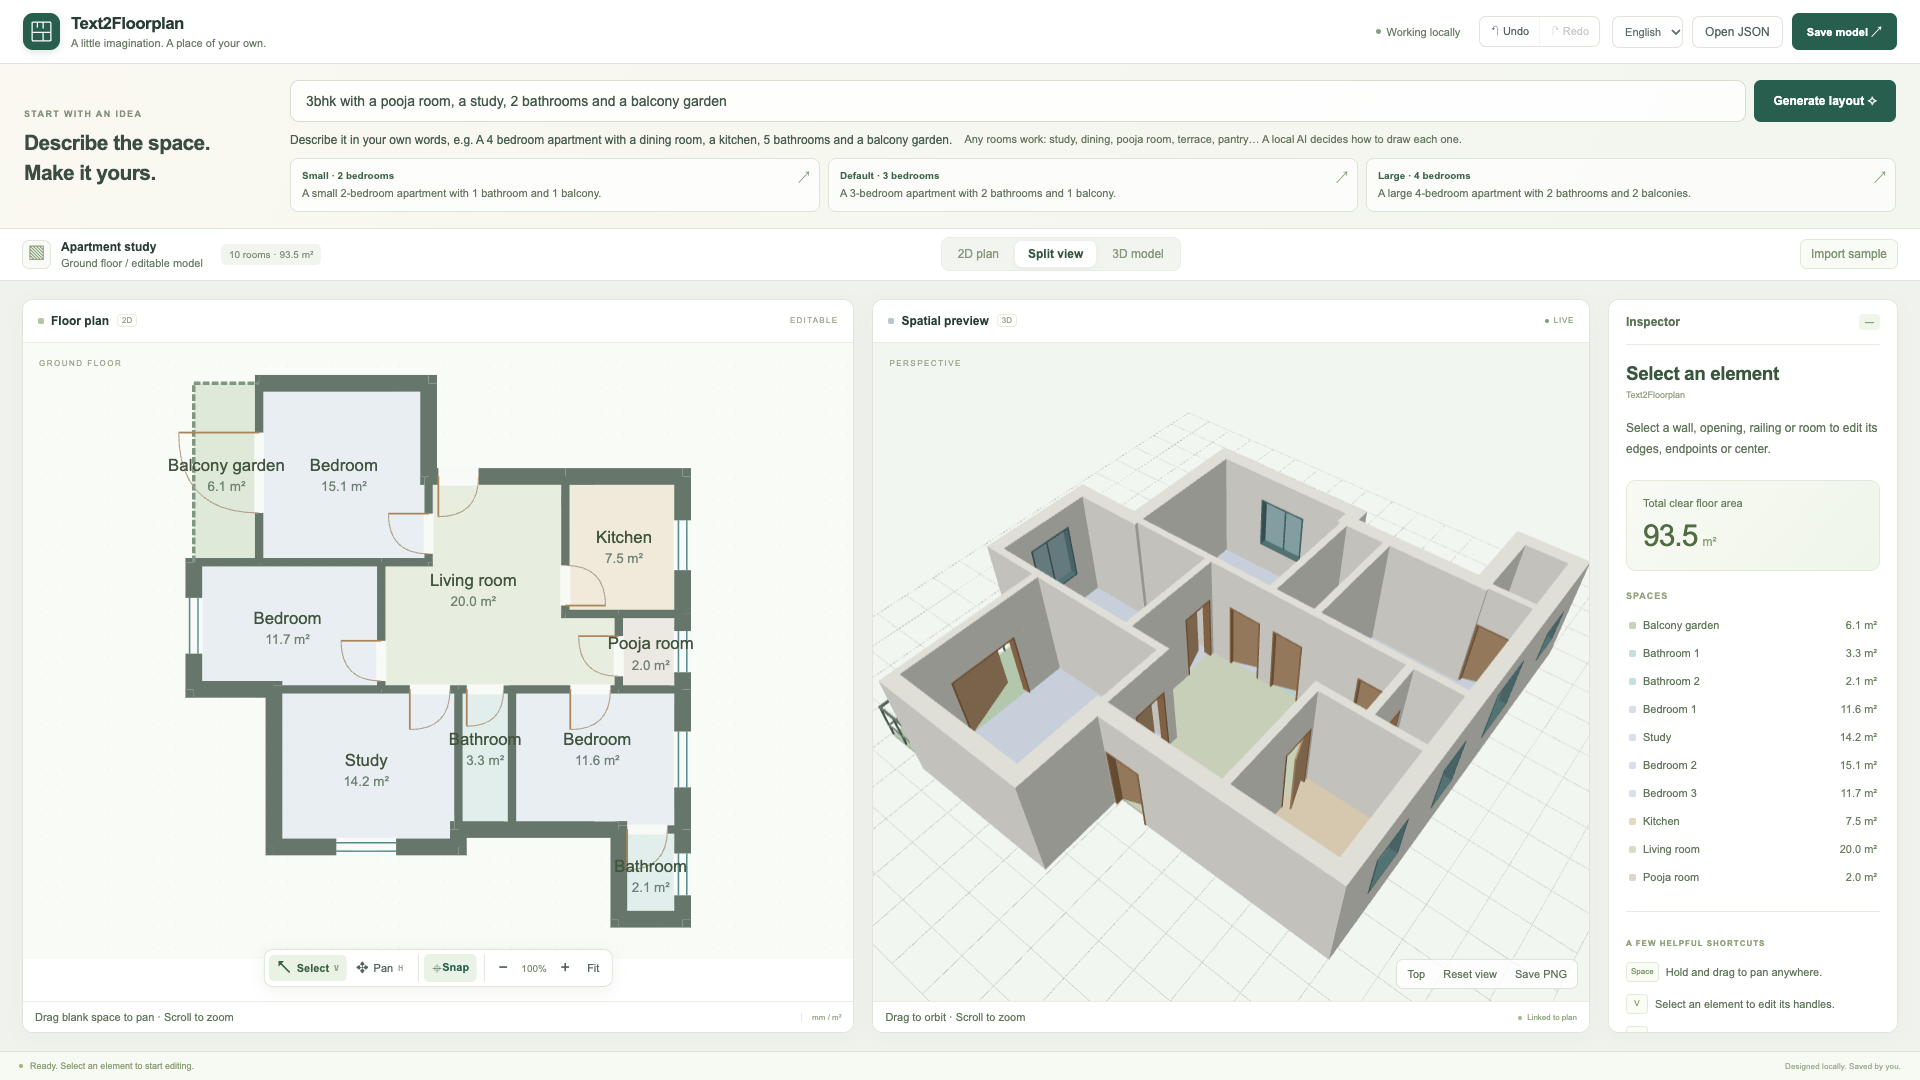 Text2Floorplan
A little imagination. A place of your own.
Working locally
Undo
Redo
English
Open JSON
Save model
START WITH AN IDEA
Describe the space.
Make it yours.
3bhk with a pooja room, a study, 2 bathrooms and a balcony garden
Generate layout
Describe it in your own words, e.g. A 4 bedroom apartment with a dining room, a kitchen, 5 bathrooms and a balcony garden. Any rooms work: study, dining, pooja room, terrace, pantry… A local AI decides how to draw each one.
Small · 2 bedrooms
A small 2-bedroom apartment with 1 bathroom and 1 balcony.
Default · 3 bedrooms
A 3-bedroom apartment with 2 bathrooms and 1 balcony.
Large · 4 bedrooms
A large 4-bedroom apartment with 2 bathrooms and 2 balconies.
Apartment study
Ground floor / editable model
10 rooms · 93.5 m²
2D plan
Split view
3D model
Import sample
Floor plan 2D
EDITABLE
GROUND FLOOR
Balcony garden
6.1 m²
Bedroom
15.1 m²
Kitchen
7.5 m²
Living room
20.0 m²
Bedroom
11.7 m²
Pooja room
2.0 m²
Study
14.2 m²
Bathroom
3.3 m²
Bedroom
11.6 m²
Bathroom
2.1 m²
Select V
Pan H
Snap
− 100% +
Fit
Drag blank space to pan · Scroll to zoom
mm / m²
Spatial preview 3D
LIVE
PERSPECTIVE
Top
Reset view
Save PNG
Drag to orbit · Scroll to zoom
Linked to plan
Inspector
Select an element
Text2Floorplan
Select a wall, opening, railing or room to edit its
edges, endpoints or center.
Total clear floor area
93.5 m²
SPACES
Balcony garden 6.1 m²
Bathroom 1 3.3 m²
Bathroom 2 2.1 m²
Bedroom 1 11.6 m²
Study 14.2 m²
Bedroom 2 15.1 m²
Bedroom 3 11.7 m²
Kitchen 7.5 m²
Living room 20.0 m²
Pooja room 2.0 m²
A FEW HELPFUL SHORTCUTS
Space Hold and drag to pan anywhere.
V Select an element to edit its handles.
Ready. Select an element to start editing.
Designed locally. Saved by you.